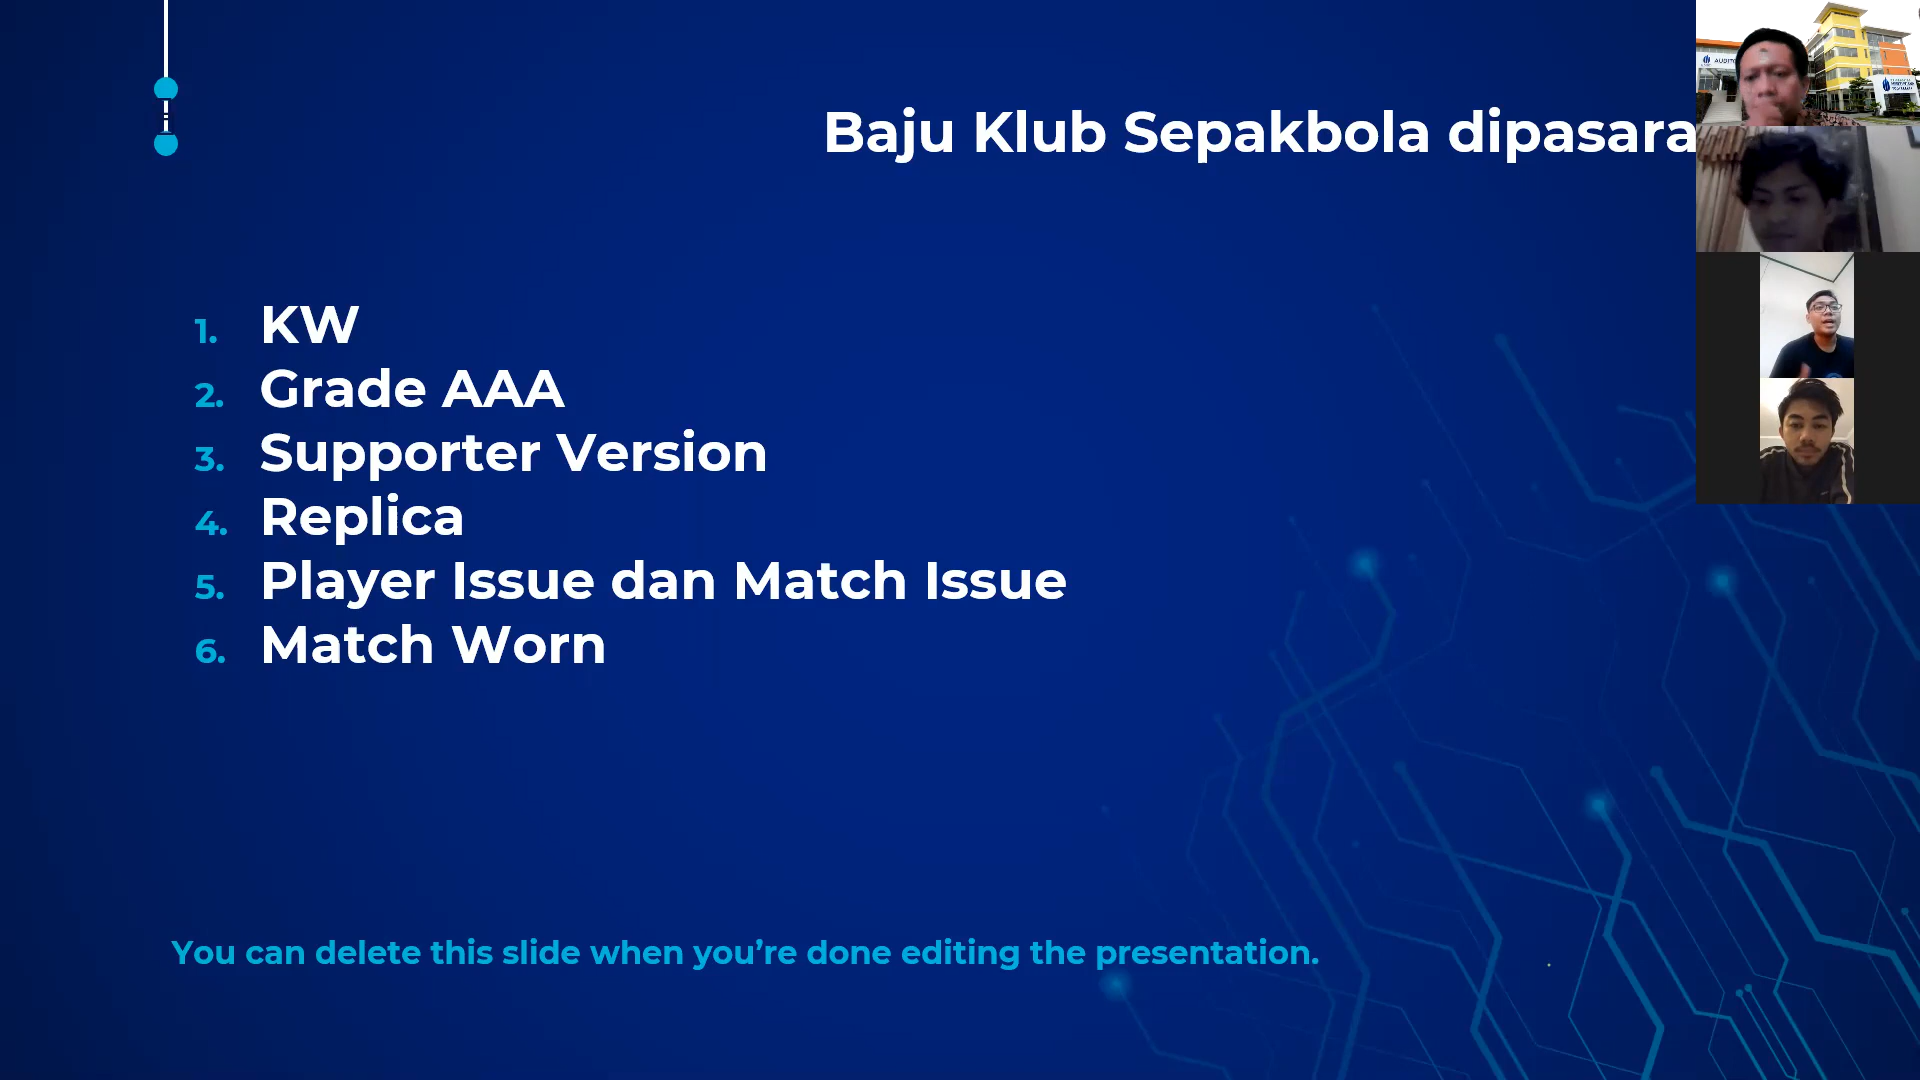 Baju Klub Sepakbola dipasara
1. KW
2. Grade AAA
3. Supporter Version
4. Replica
5. Player Issue dan Match Issue
6. Match Worn
You can delete this slide when you’re done editing the presentation.